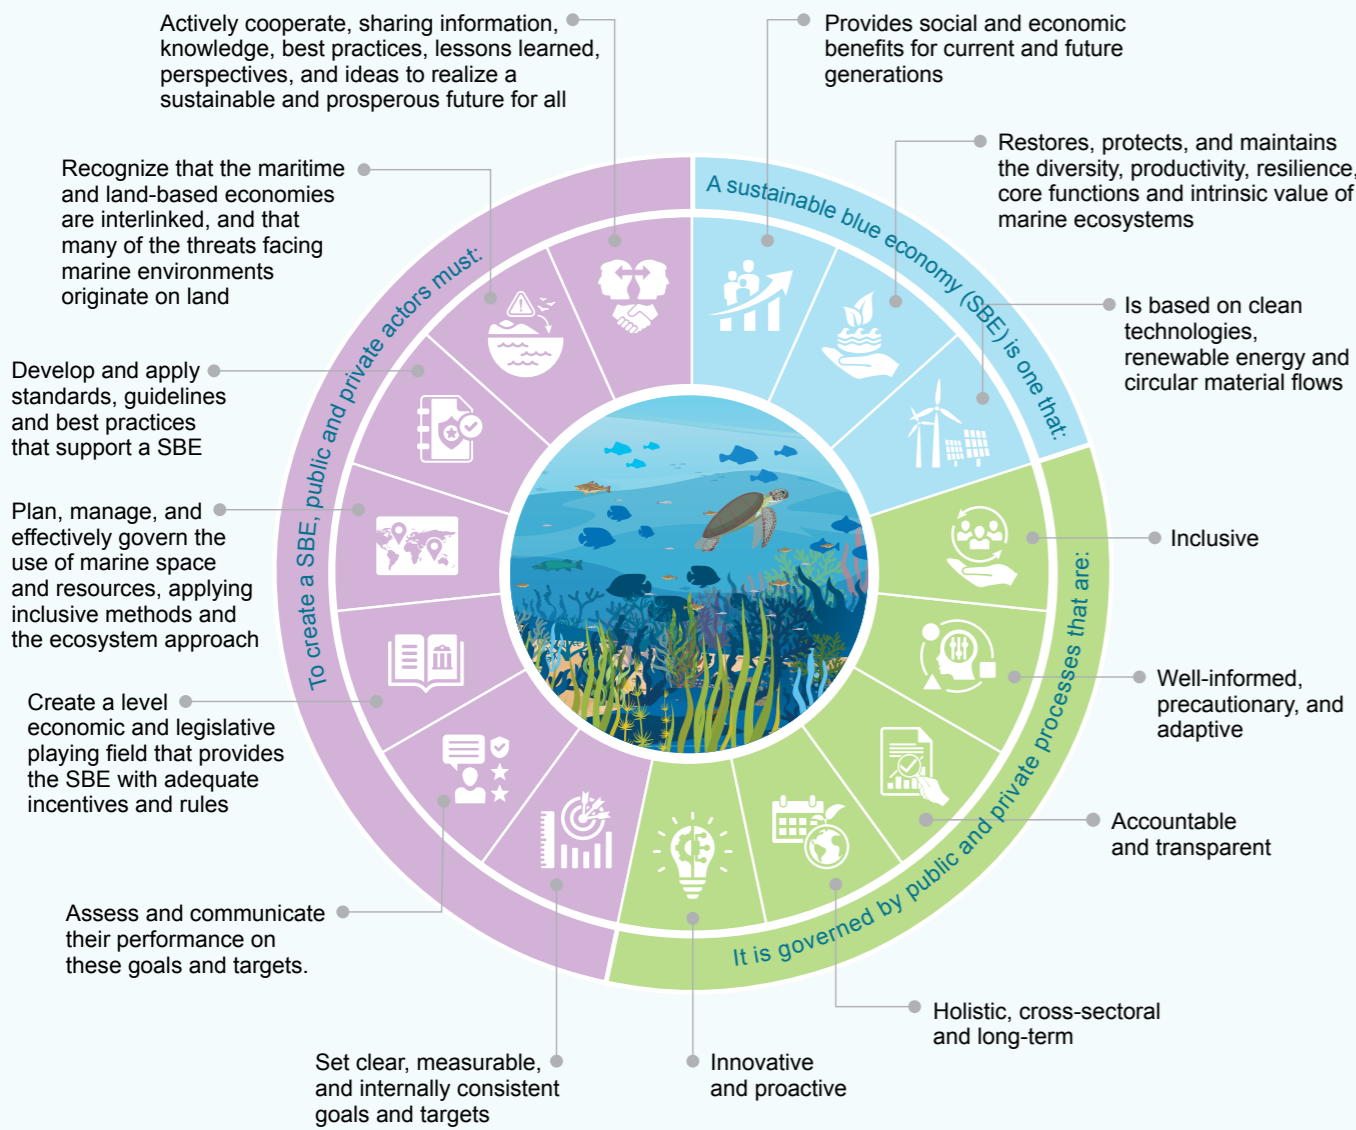 A sustainable blue economy (SBE) is one that:
Provides social and economic
benefits for current and future
generations
Restores, protects, and maintains
the diversity, productivity, resilience,
core functions and intrinsic value of
marine ecosystems
Is based on clean
technologies,
renewable energy and
circular material flows
It is governed by public and private processes that are:
Inclusive
Well-informed,
precautionary, and
adaptive
Accountable
and transparent
Holistic, cross-sectoral
and long-term
Innovative
and proactive
To create a SBE, public and private actors must:
Set clear, measurable,
and internally consistent
goals and targets
Assess and communicate
their performance on
these goals and targets.
Create a level
economic and legislative
playing field that provides
the SBE with adequate
incentives and rules
Plan, manage, and
effectively govern the
use of marine space
and resources, applying
inclusive methods and
the ecosystem approach
Develop and apply
standards, guidelines
and best practices
that support a SBE
Recognize that the maritime
and land-based economies
are interlinked, and that
many of the threats facing
marine environments
originate on land
Actively cooperate, sharing information,
knowledge, best practices, lessons learned,
perspectives, and ideas to realize a
sustainable and prosperous future for all